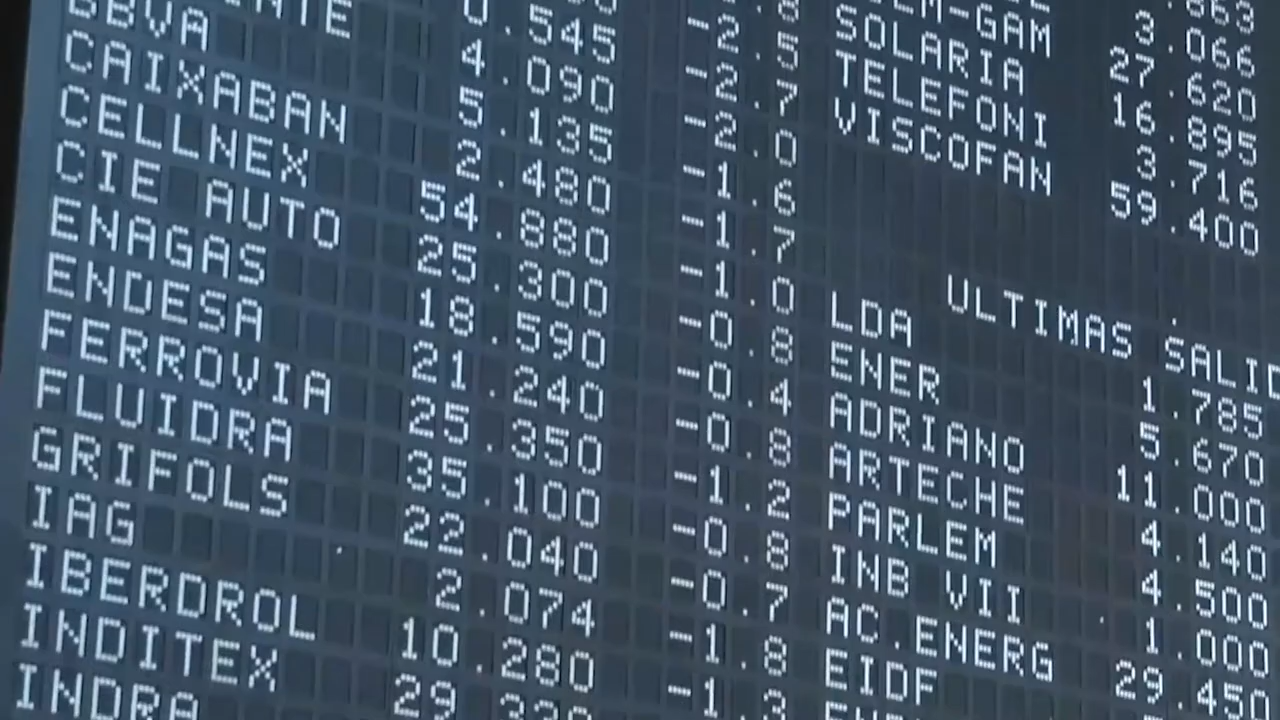 0.545 -2.7
4.090 -2.0
BBVA 5.135 -1.6
CAIXABAN 2.480 -1.7
CELLNEX 54.880 -1.0
CIE AUTO 25.300 -0.8
ENAGAS 18.590 -0.4
ENDESA 21.240 -0.8
FERROVIA 25.350 -1.2
FLUIDRA 35.100 -0.8
GRIFOLS 22.040 -0.7
IAG 2.074 -1.8
IBERDROL 10.280 -1.3
INDITEX 29.330
INDRA
-2.5
3.066
27.620
SOLARIA 16.895
TELEFONI 3.716
VISCOFAN 59.400
ULTIMAS SALID
LDA 1.785
ENER 5.670
ADRIANO 11.000
ARTECHE 4.140
PARLEM 4.500
INB VII 1.000
AC.ENERG 29.450
EIDF